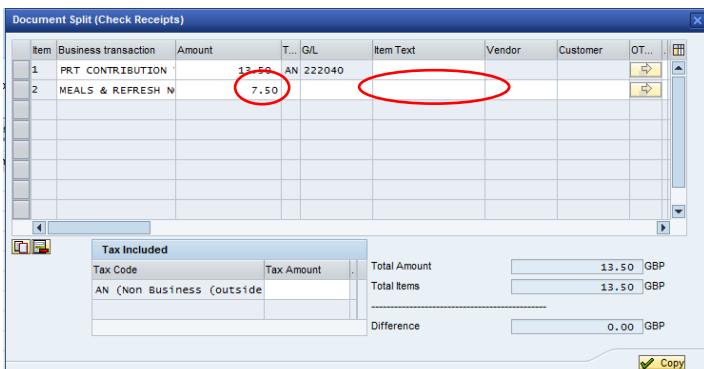 Document Split (Check Receipts)
Item Business transaction Amount T... G/L Item Text Vendor Customer OT...
1 PRT CONTRIBUTION 13.50 AN 222040
2 MEALS & REFRESH 7.50
Tax Included
Tax Code Tax Amount .
AN (Non Business (outside
Total Amount 13.50 GBP
Total Items 13.50 GBP
----------------------------------------------
Difference 0.00 GBP
Copy